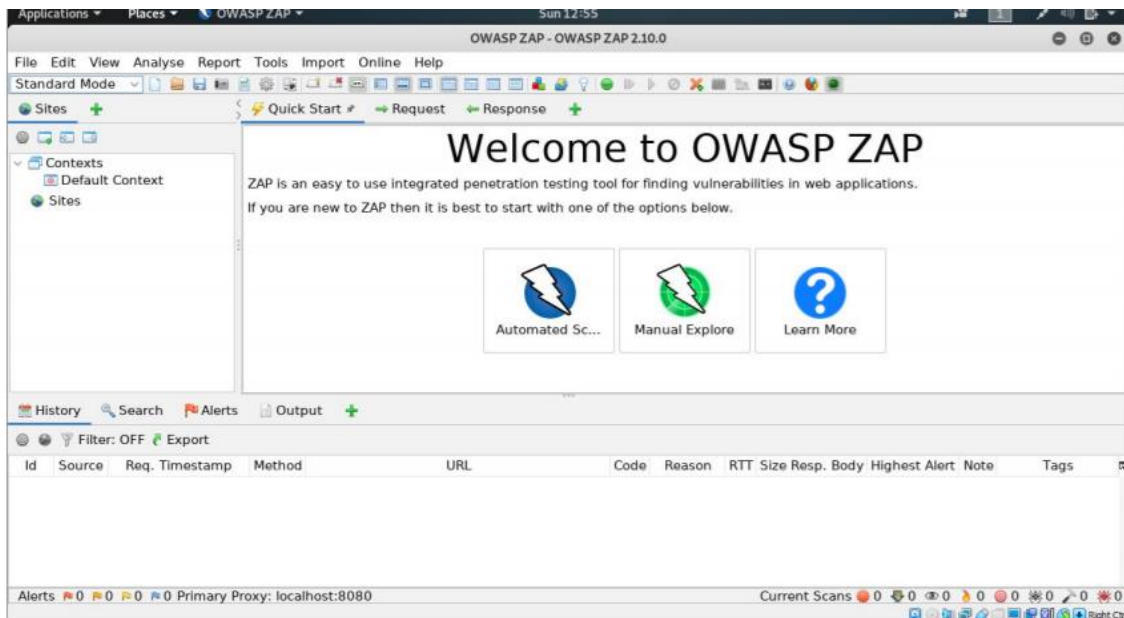 Applications Places OWASP ZAP Sun 12:55 1
OWASP ZAP - OWASP ZAP 2.10.0
File Edit View Analyse Report Tools Import Online Help
Standard Mode
Sites Quick Start Request Response
Contexts
Default Context
Sites
Welcome to OWASP ZAP
ZAP is an easy to use integrated penetration testing tool for finding vulnerabilities in web applications.
If you are new to ZAP then it is best to start with one of the options below.
Automated Sc... Manual Explore Learn More
History Search Alerts Output
Filter: OFF Export
Id Source Req. Timestamp Method URL Code Reason RTT Size Resp. Body Highest Alert Note Tags
Alerts 0 0 0 0 Primary Proxy: localhost:8080 Current Scans 0 0 0 0 0 0 0 0
Right Ct